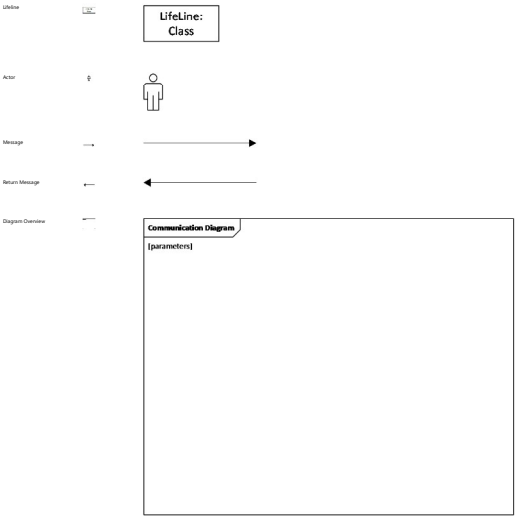 Lifeline
LifeLine:
Class
Actor
Message
Return Message
Diagram Overview
Communication Diagram
[parameters]